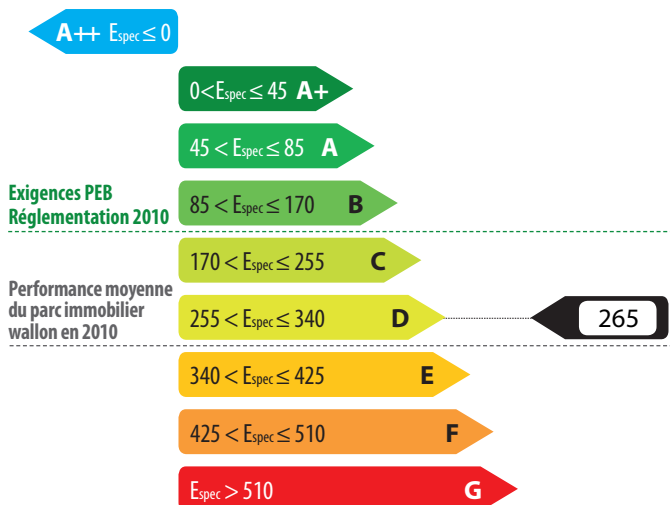 A++ Espec ≤ 0
0<Espec ≤ 45 A+
45 < Espec ≤ 85 A
Exigences PEB
Réglementation 2010
85 < Espec ≤ 170 B
170 < Espec ≤ 255 C
Performance moyenne
du parc immobilier
wallon en 2010
255 < Espec ≤ 340 D
265
340 < Espec ≤ 425 E
425 < Espec ≤ 510 F
Espec > 510 G